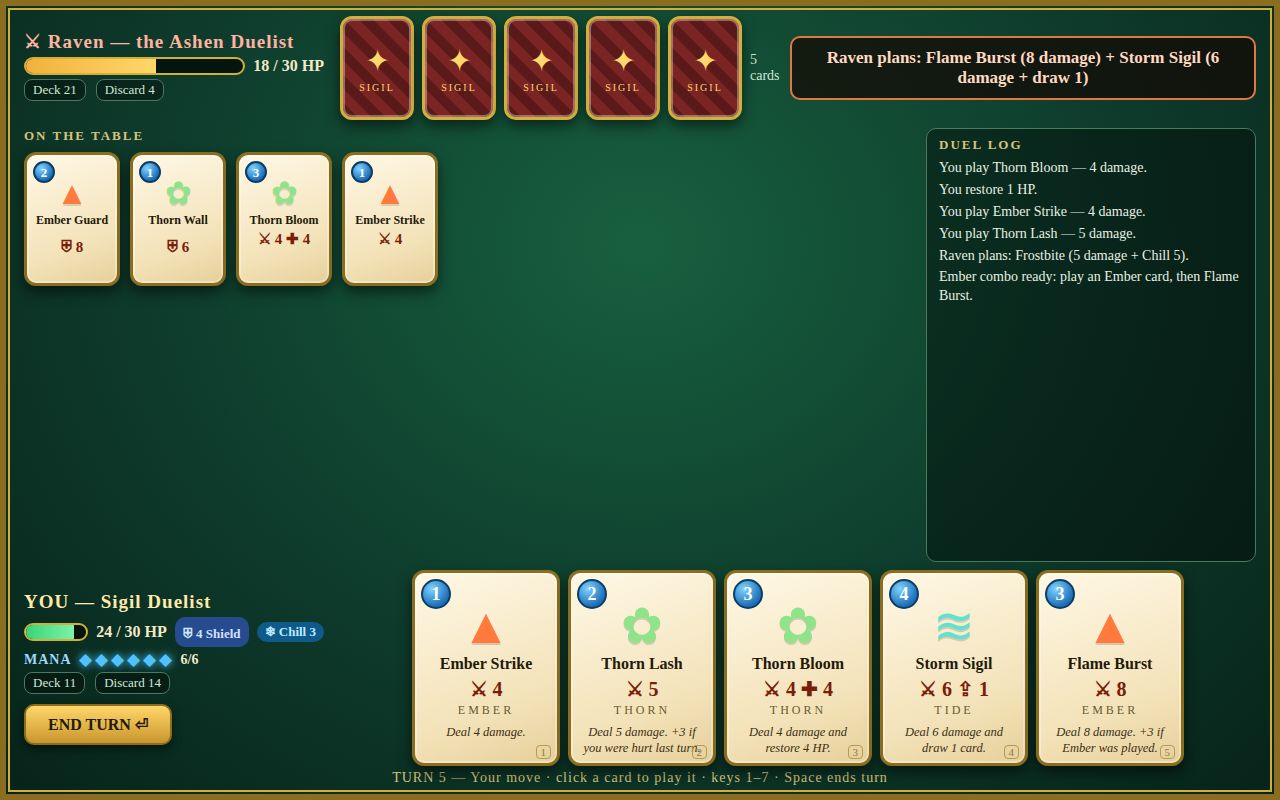 ⚔ Raven — the Ashen Duelist
18 / 30 HP
Deck 21 Discard 4
SIGIL SIGIL SIGIL SIGIL SIGIL
5 cards
Raven plans: Flame Burst (8 damage) + Storm Sigil (6
damage + draw 1)
ON THE TABLE
2 Ember Guard ⛨ 8
1 Thorn Wall ⛨ 6
3 Thorn Bloom ⚔ 4 ✚ 4
1 Ember Strike ⚔ 4
DUEL LOG
You play Thorn Bloom — 4 damage.
You restore 1 HP.
You play Ember Strike — 4 damage.
You play Thorn Lash — 5 damage.
Raven plans: Frostbite (5 damage + Chill 5).
Ember combo ready: play an Ember card, then Flame
Burst.
YOU — Sigil Duelist
24 / 30 HP ⛨ 4 Shield ❄ Chill 3
MANA ◆◆◆◆◆◆ 6/6
Deck 11 Discard 14
END TURN ⏎
1
Ember Strike
⚔ 4
EMBER
Deal 4 damage.
1
2
Thorn Lash
⚔ 5
THORN
Deal 5 damage. +3 if
you were hurt last turn.
2
3
Thorn Bloom
⚔ 4 ✚ 4
THORN
Deal 4 damage and
restore 4 HP.
3
4
Storm Sigil
⚔ 6 ⇪ 1
TIDE
Deal 6 damage and
draw 1 card.
4
3
Flame Burst
⚔ 8
EMBER
Deal 8 damage. +3 if
Ember was played.
5
TURN 5 — Your move · click a card to play it · keys 1–7 · Space ends turn